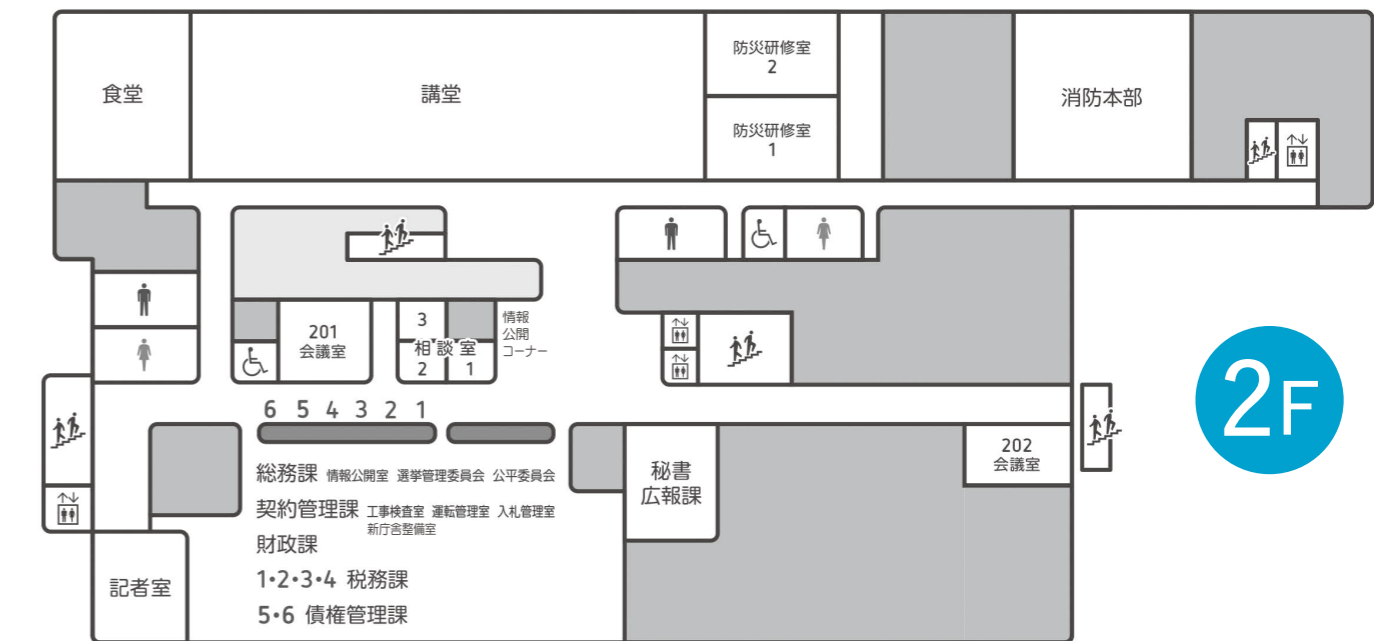 食堂
講堂
防災研修室
2
防災研修室
1
消防本部
201
会議室
3
相談室
2
1
情報
公開
コーナー
2F
6 5 4 3 2 1
総務課 情報公開室 選挙管理委員会 公平委員会
契約管理課 工事検査室 運転管理室 入札管理室
新庁舎整備室
財政課
1・2・3・4 税務課
5・6 債権管理課
秘書
広報課
202
会議室
記者室